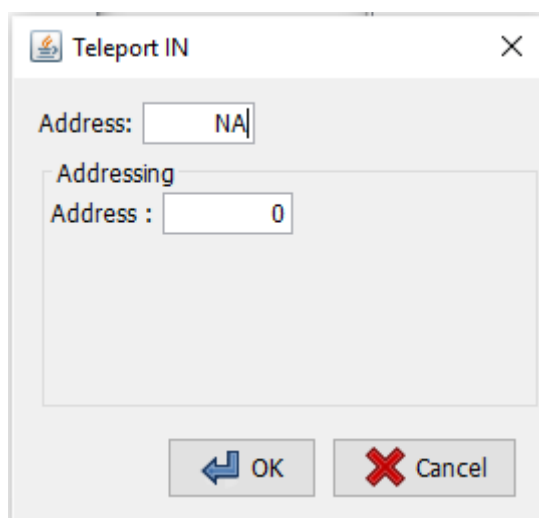 Teleport IN
Address: NA
Addressing
Address : 0
OK Cancel